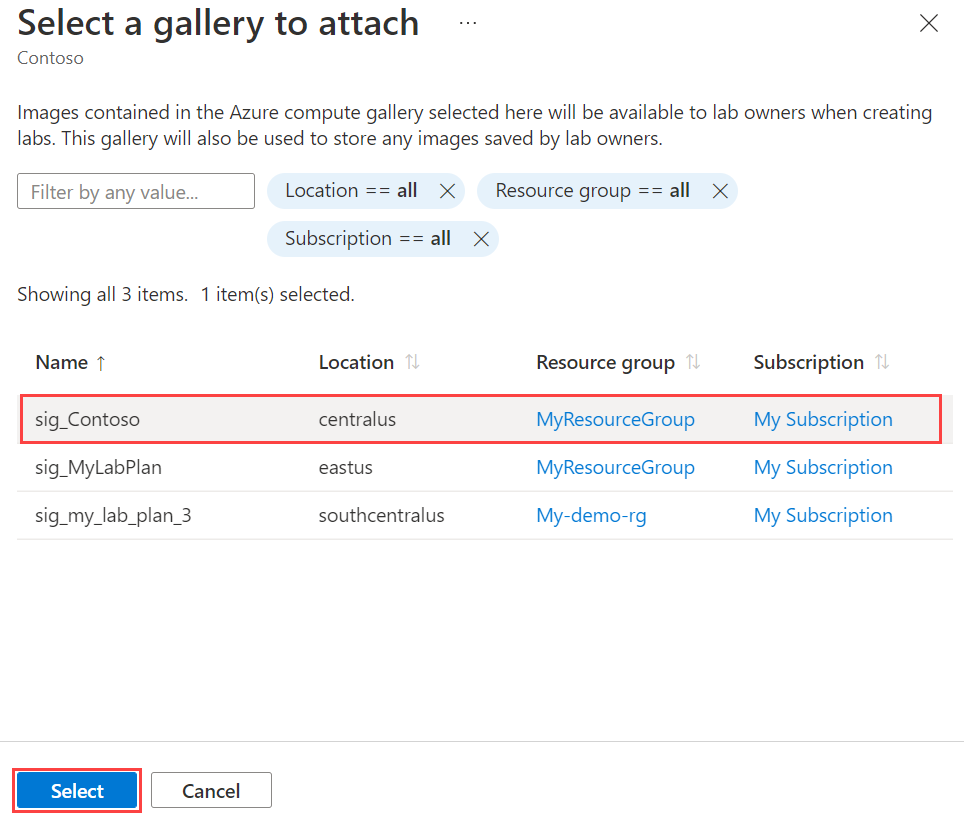 Select a gallery to attach ...
Contoso
Images contained in the Azure compute gallery selected here will be available to lab owners when creating
labs. This gallery will also be used to store any images saved by lab owners.
Filter by any value... Location == all Resource group == all
Subscription == all
Showing all 3 items. 1 item(s) selected.
Name ↑ Location ↑↓ Resource group ↑↓ Subscription ↑↓
sig_Contoso centralus MyResourceGroup My Subscription
sig_MyLabPlan eastus MyResourceGroup My Subscription
sig_my_lab_plan_3 southcentralus My-demo-rg My Subscription
Select Cancel